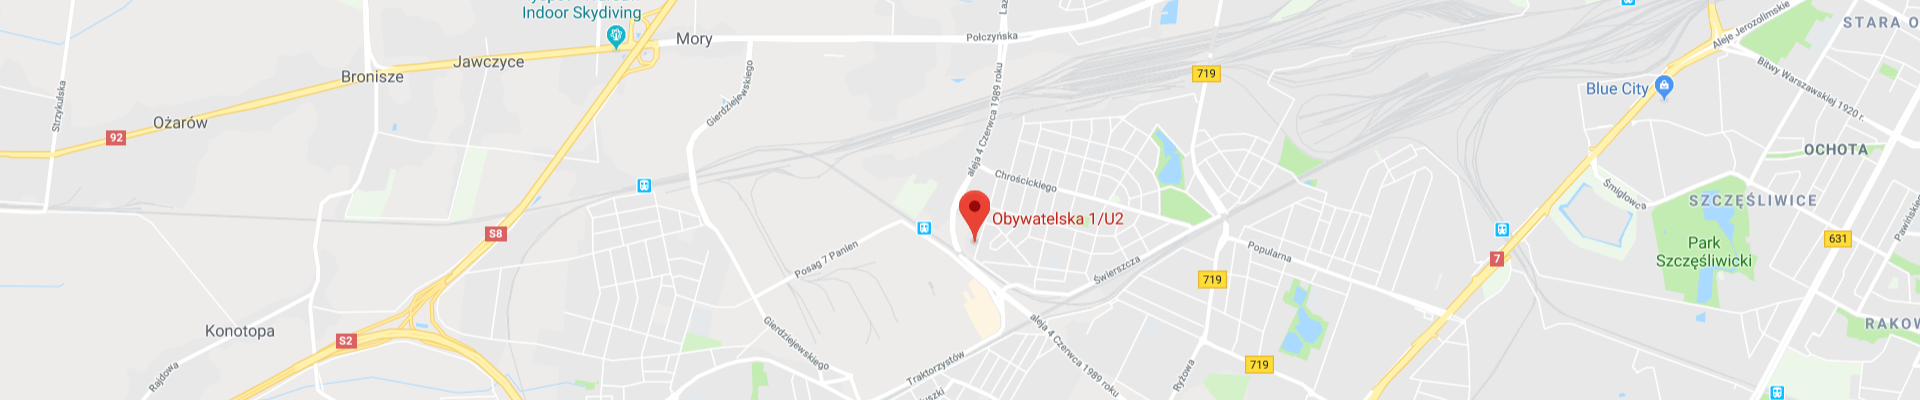 Indoor Skydiving
Mory
Połczyńska
Aleje Jerozolimskie
STARA O
Jawczyce
Bronisze
719
Blue City
Bitwy Warszawskiej 1920 r.
Strzykulska
Gierdziejewskiego
aleja 4 Czerwca 1989 roku
Ożarów
92
OCHOTA
Chrościckiego
Śmigłowca
SZCZĘŚLIWICE
Obywatelska 1/U2
S8
Posag 7 Panien
Popularna
Świerszcza
7
Park
Szczęśliwicki
631
719
Konotopa
S2
Gierdziejewskiego
aleja 4 Czerwca 1989 roku
RAKOW
Rajdowa
Traktorzystów
Ryżowa
719